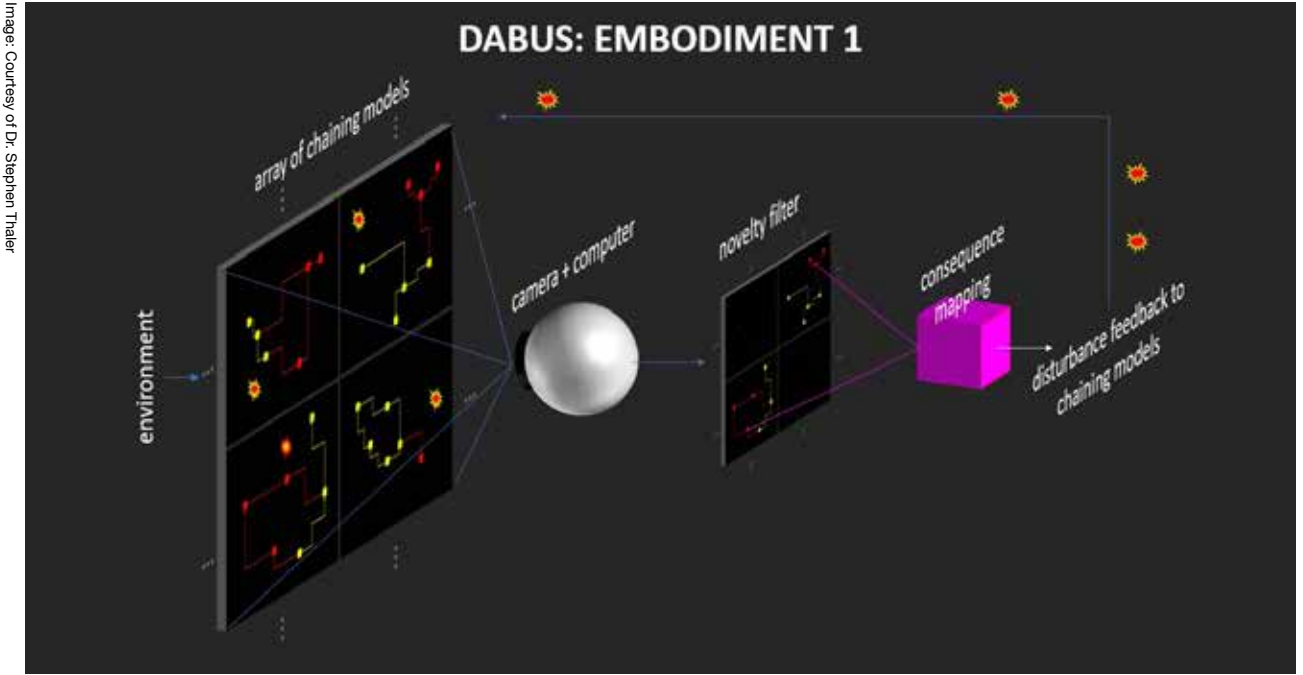 Image: Courtesy of Dr. Stephen Thaler
DABUS: EMBODIMENT 1
array of chaining models
environment
camera + computer
novelty filter
consequence
mapping
disturbance feedback to
chaining models